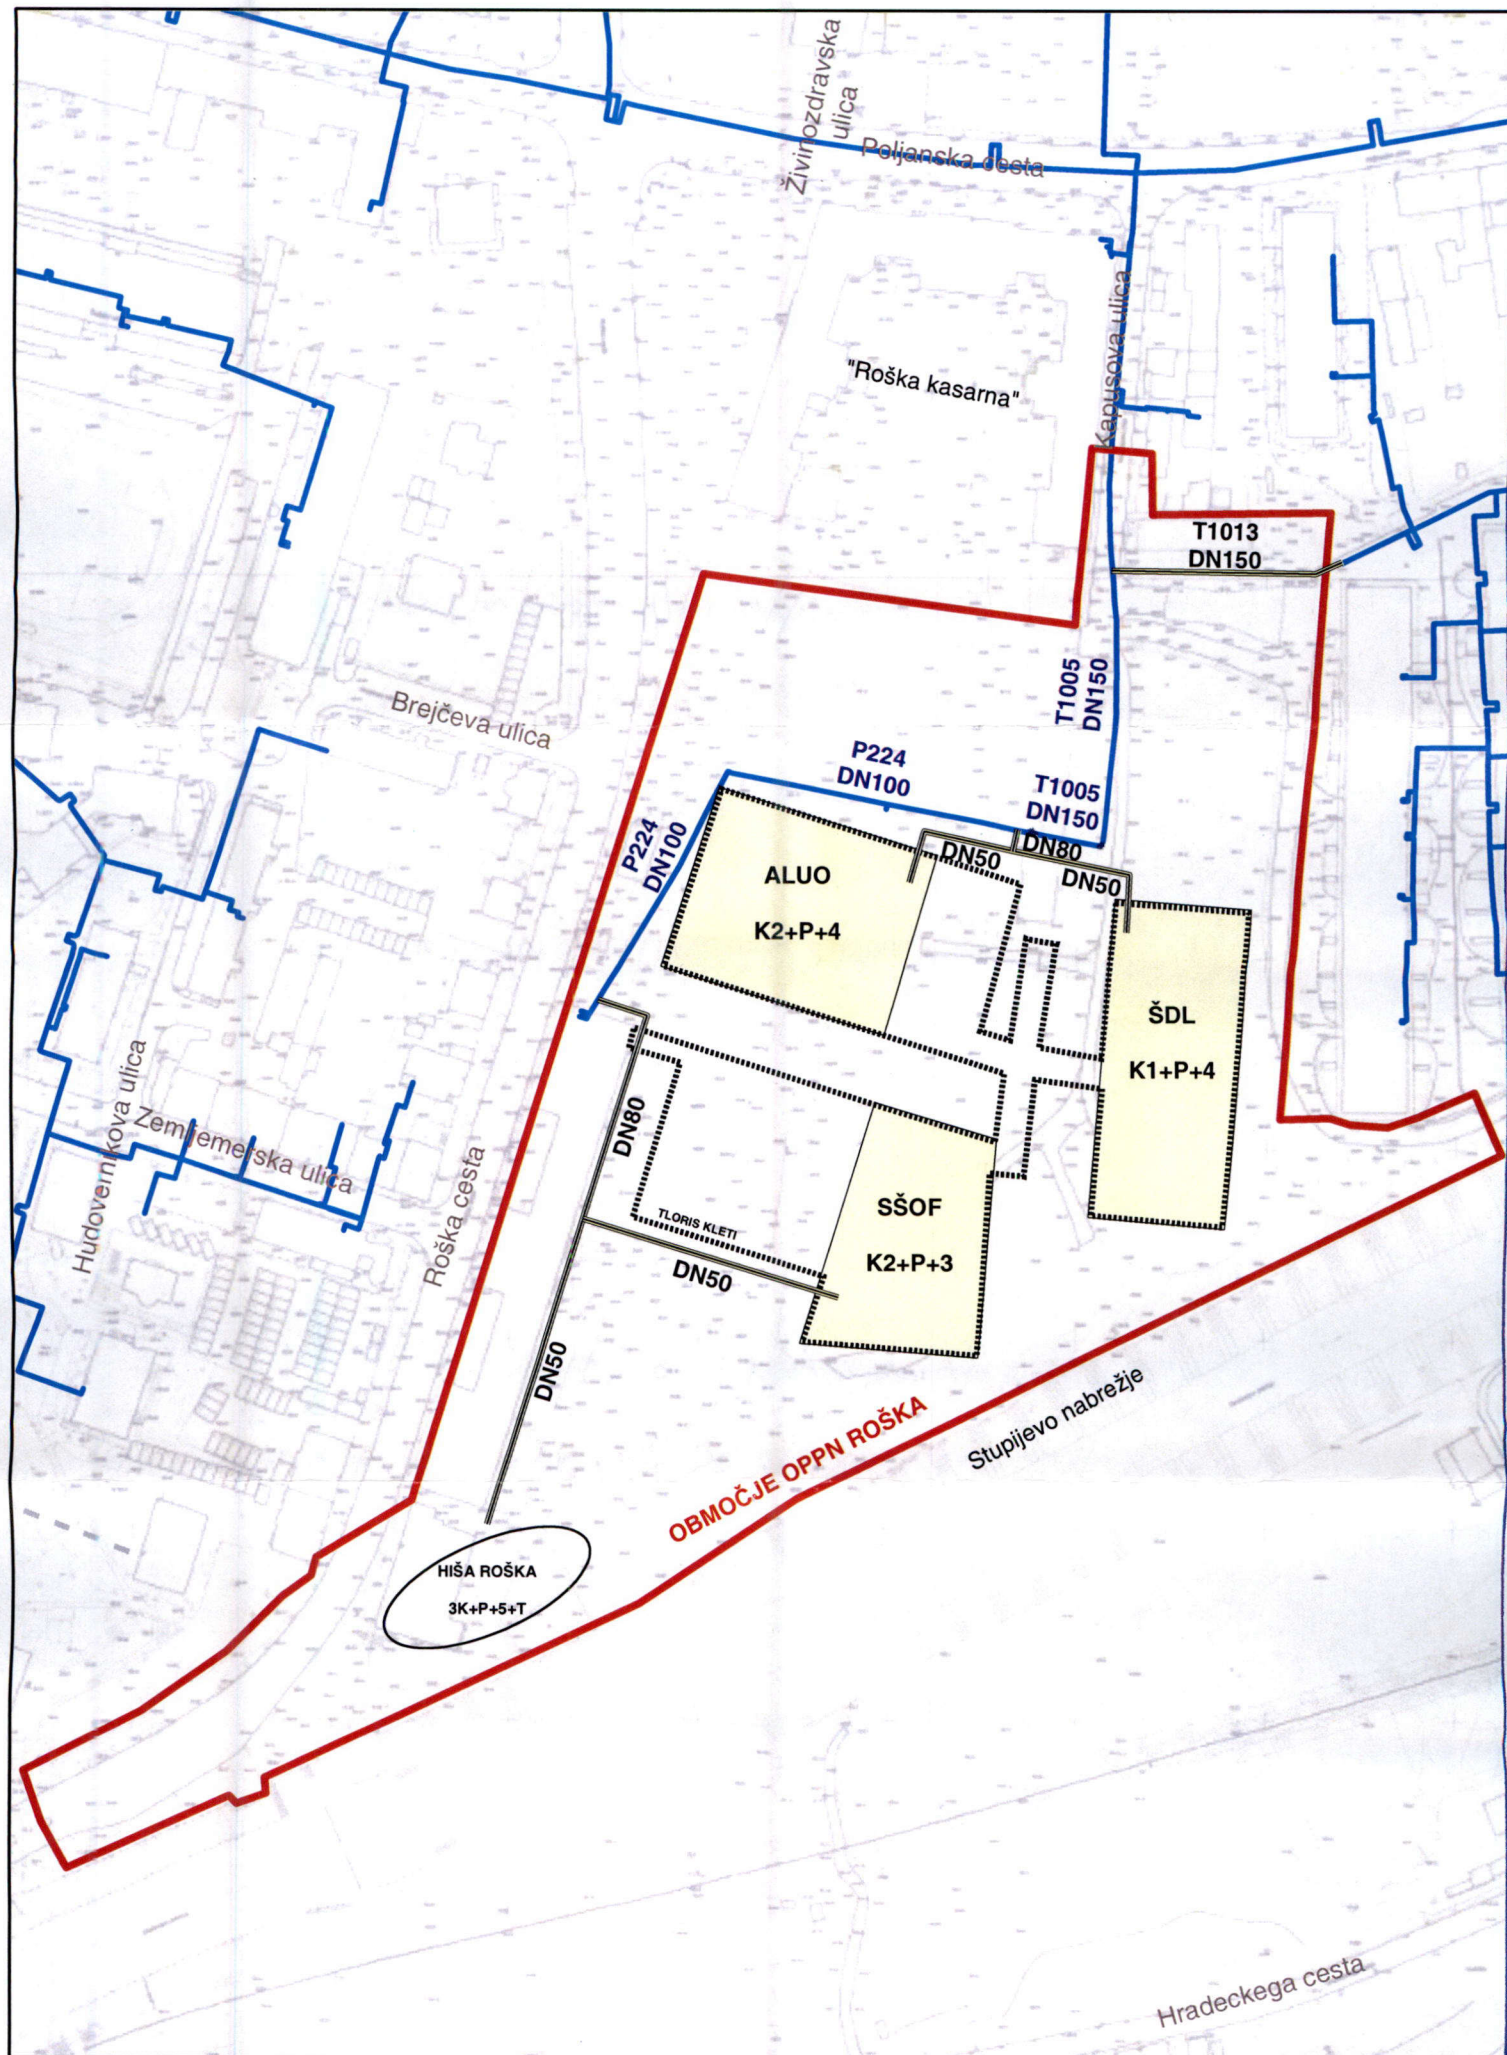 Živinozdravska
ulica
Poljanska cesta
"Roška kasarna"
Kapusova ulica
T1013
DN150
T1005
DN150
Brejčeva ulica
P224
DN100
T1005
DN150
P224
DN100
DN50
DN80
DN50
ALUO
K2+P+4
ŠDL
K1+P+4
Hudovernikova ulica
Zemljemerska ulica
Roška cesta
DN80
TLORIS KLETI
DN50
SŠOF
K2+P+3
DN50
OBMOČJE OPPN ROŠKA
Stupijevo nabrežje
HIŠA ROŠKA
3K+P+5+T
Hradeckega cesta